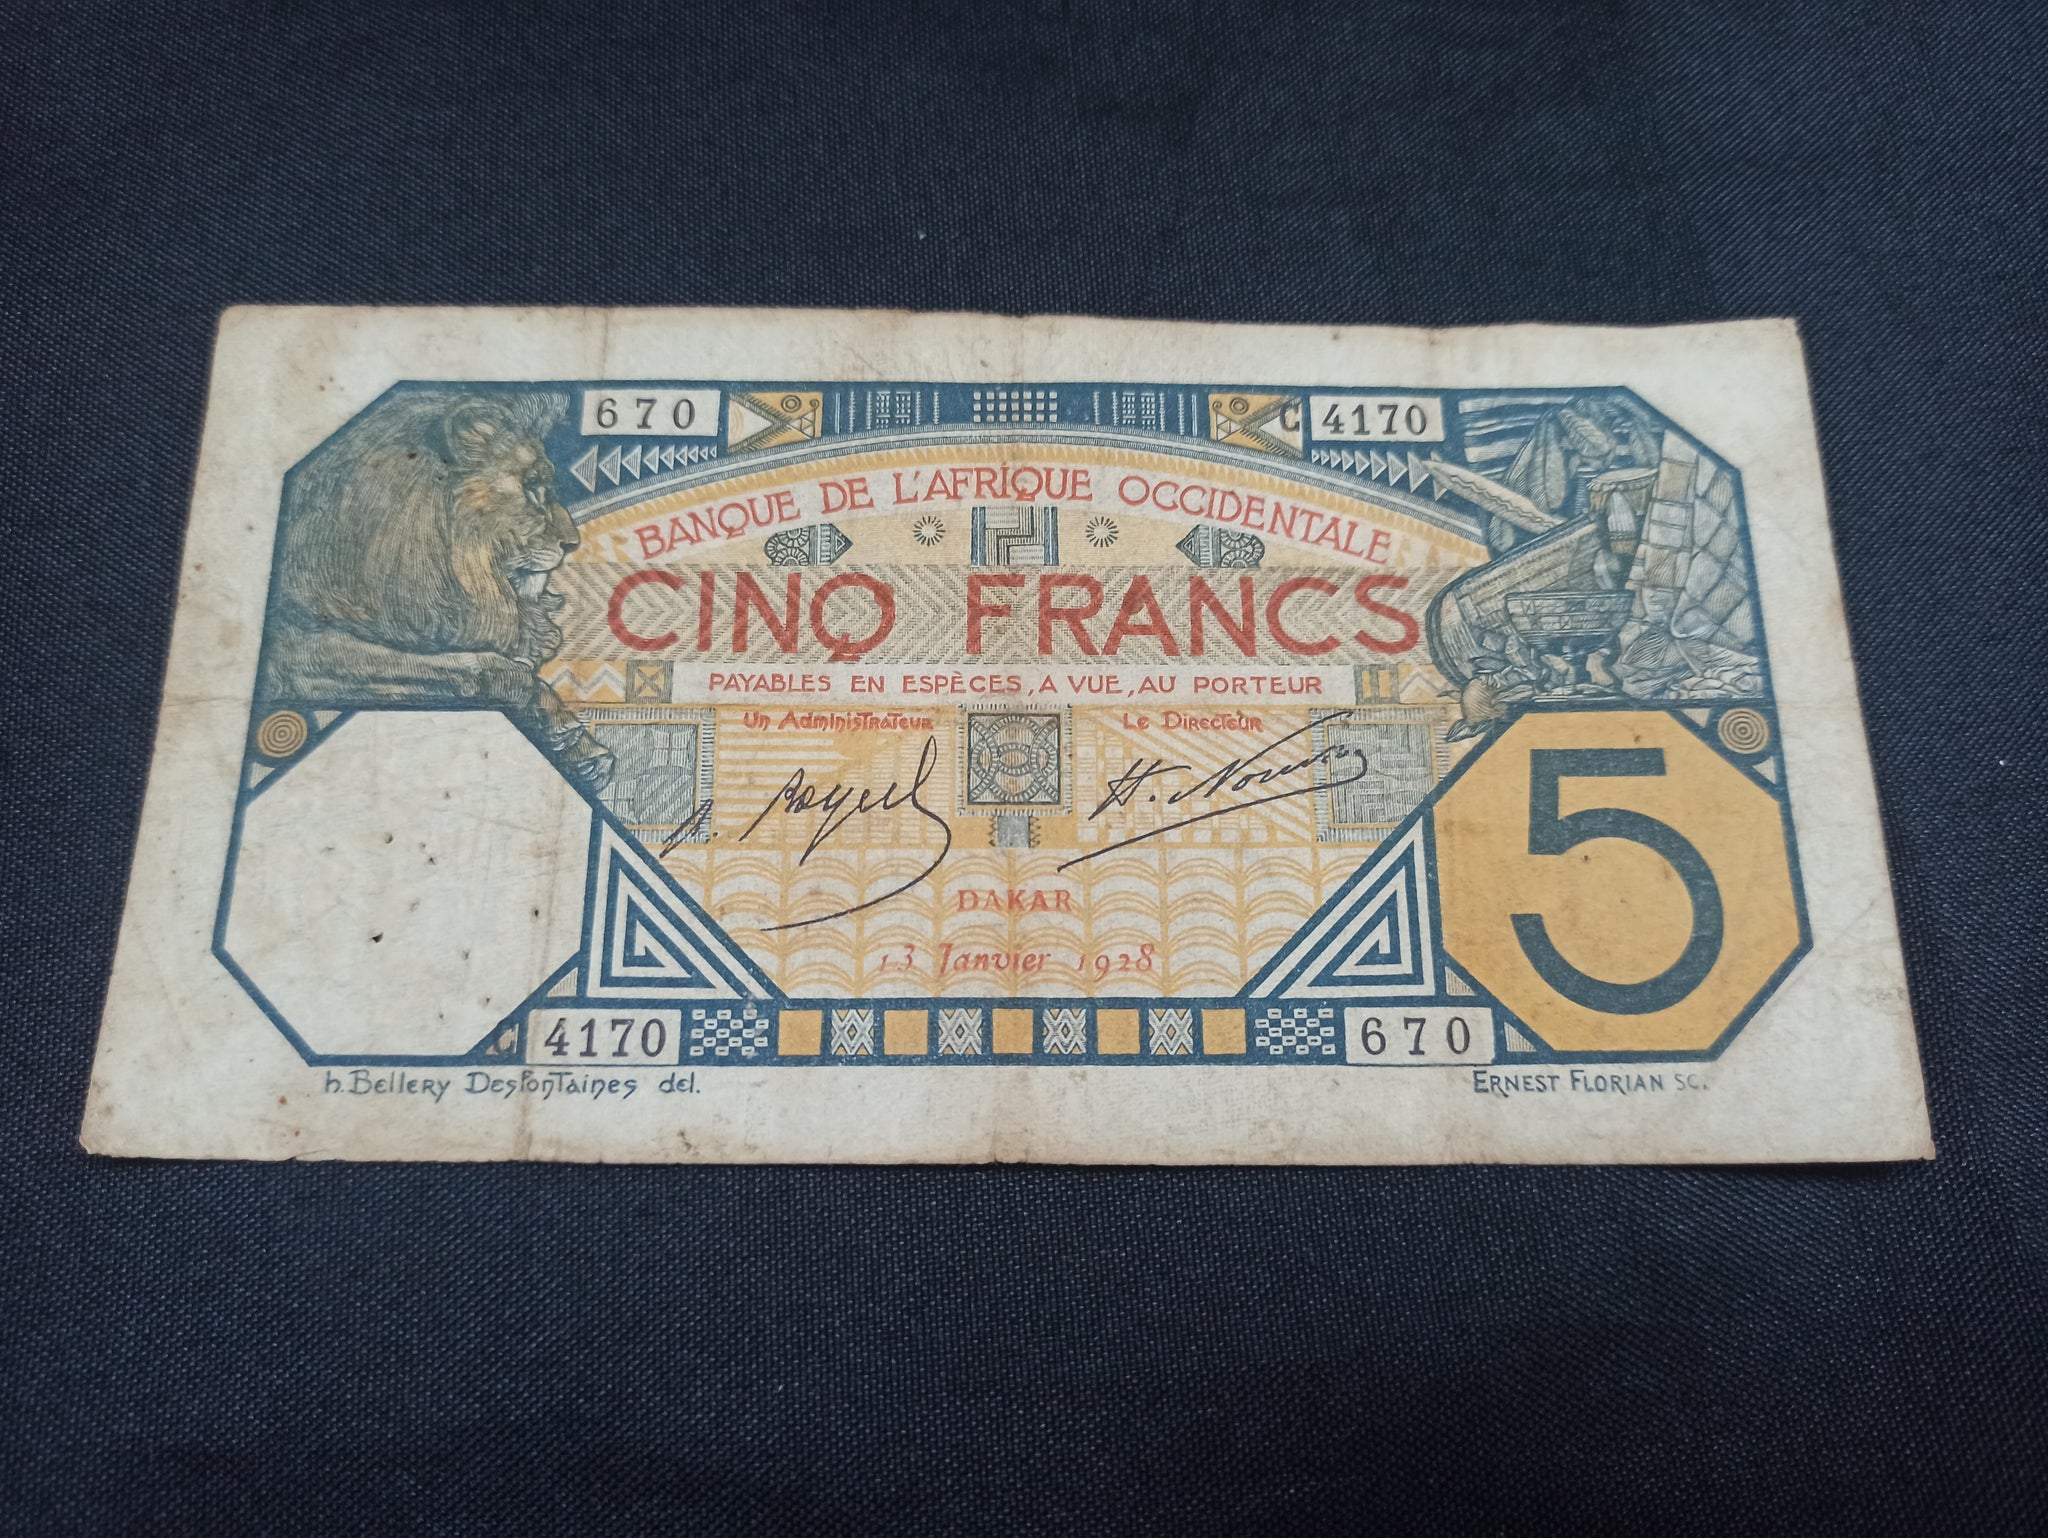 670
C 4170
BANQUE DE L'AFRIQUE OCCIDENTALE
CINQ FRANCS
PAYABLES EN ESPÈCES, A VUE, AU PORTEUR
Un Administrateur
Le Directeur
DAKAR
13 Janvier 1928
5
C 4170
670
h. Bellery Desfontaines del.
ERNEST FLORIAN SC.